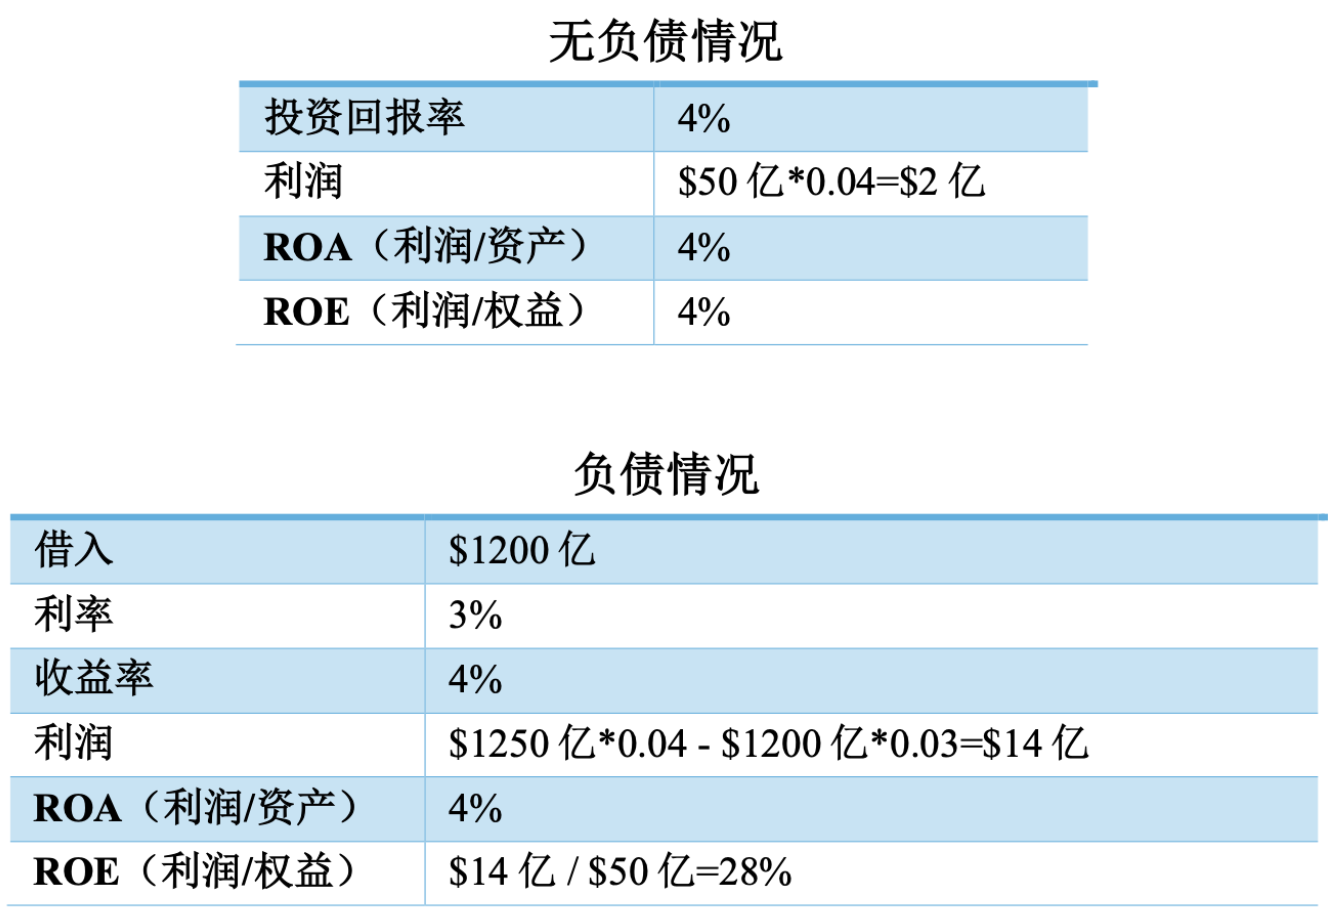 无负债情况
投资回报率 4%
利润 $50 亿*0.04=$2 亿
ROA（利润/资产） 4%
ROE（利润/权益） 4%
负债情况
借入 $1200 亿
利率 3%
收益率 4%
利润 $1250 亿*0.04 - $1200 亿*0.03=$14 亿
ROA（利润/资产） 4%
ROE（利润/权益） $14 亿 / $50 亿=28%